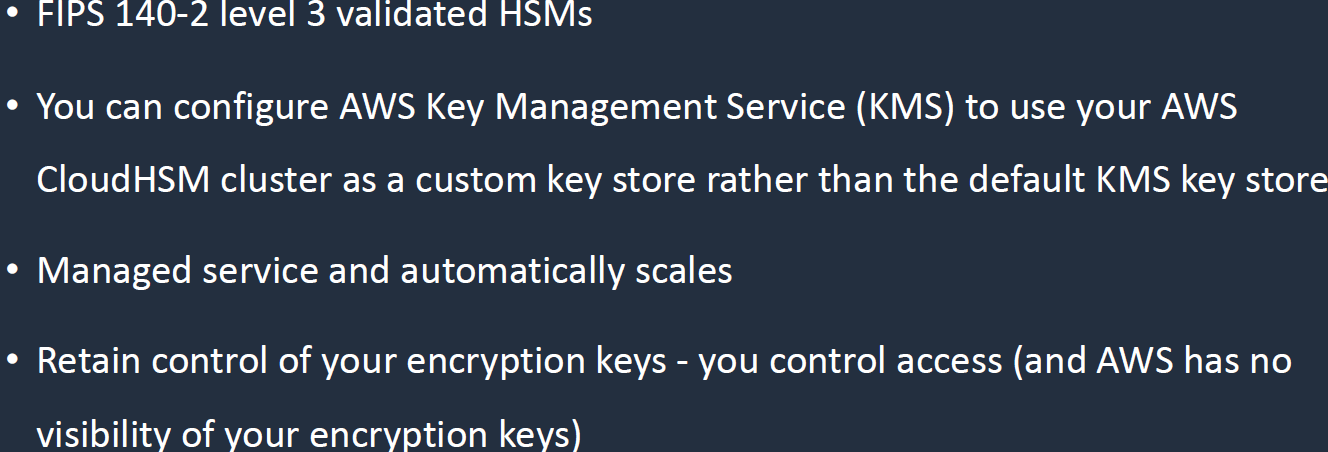 • FIPS 140-2 level 3 validated HSMs
• You can configure AWS Key Management Service (KMS) to use your AWS
CloudHSM cluster as a custom key store rather than the default KMS key store
• Managed service and automatically scales
• Retain control of your encryption keys - you control access (and AWS has no
visibility of your encryption keys)